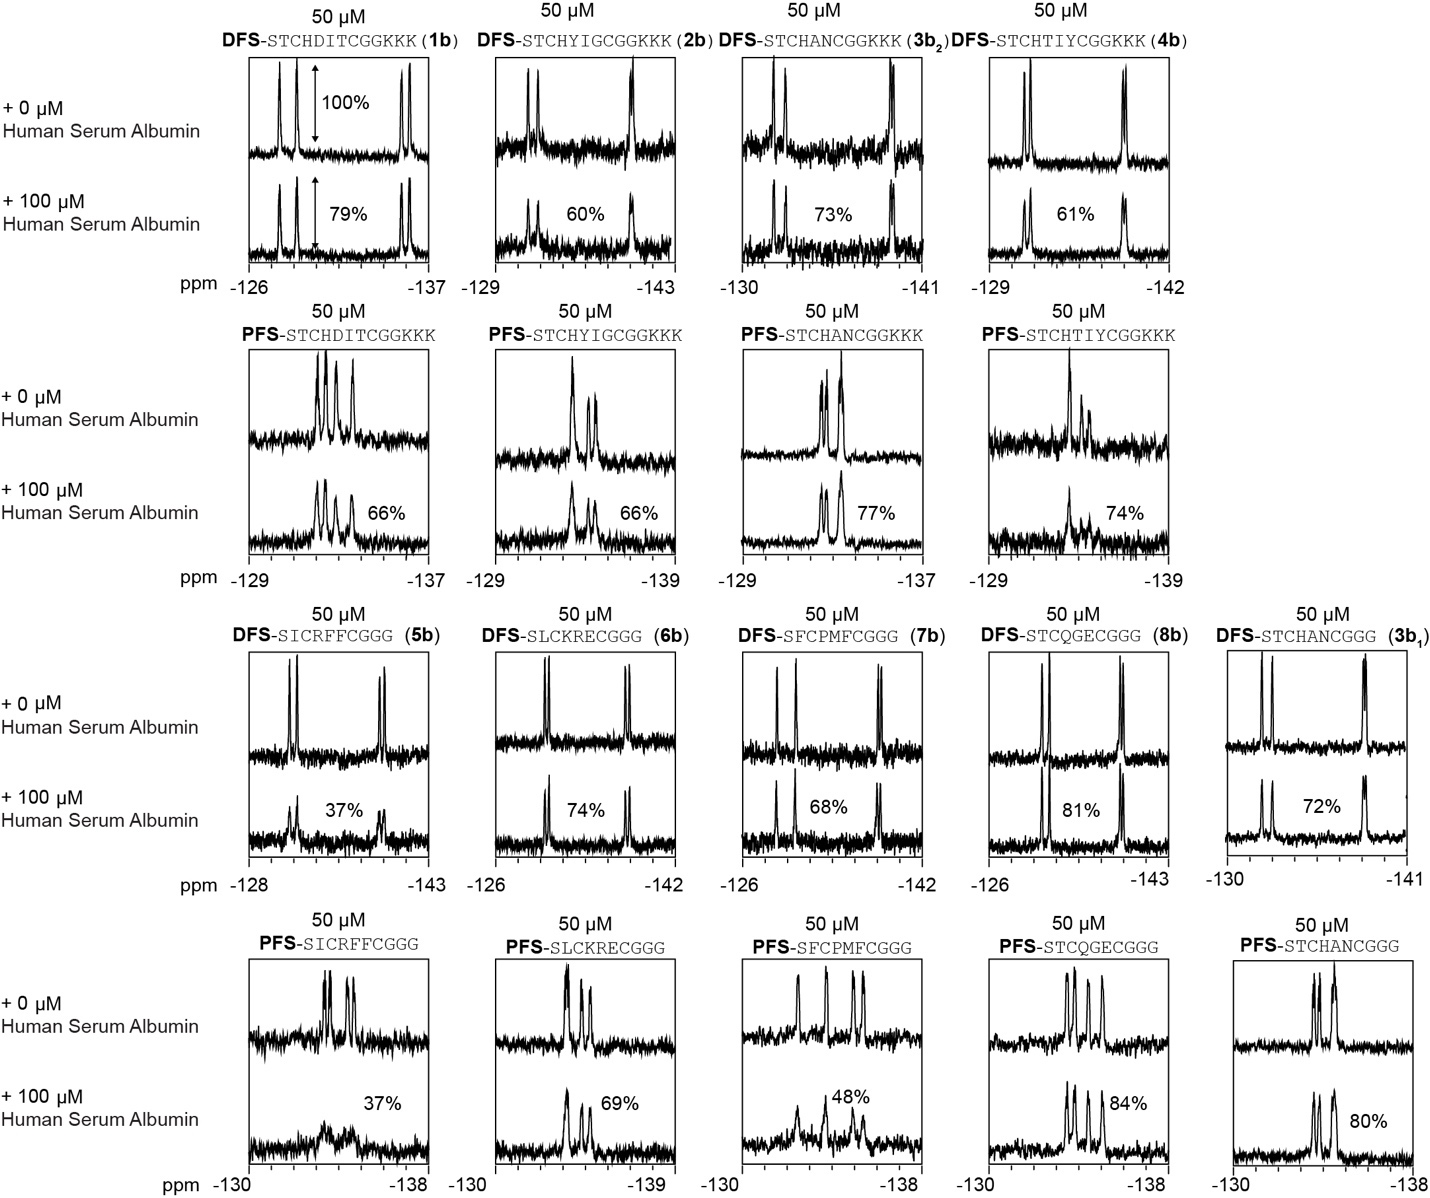 50 µM 50 µM 50 µM 50 µM
DFS-STCHDITCGGKKK (1b) DFS-STCHYIGCGGKKK (2b) DFS-STCHANCGGKKK (3b2) DFS-STCHTIYCGGKKK (4b)
+ 0 µM
Human Serum Albumin
100%
+ 100 µM
Human Serum Albumin
79% 60% 73% 61%
ppm -126 -137 -129 -143 -130 -141 -129 -142
50 µM 50 µM 50 µM 50 µM
PFS-STCHDITCGGKKK PFS-STCHYIGCGGKKK PFS-STCHANCGGKKK PFS-STCHTIYCGGKKK
+ 0 µM
Human Serum Albumin
+ 100 µM
Human Serum Albumin
66% 66% 77% 74%
ppm -129 -137 -129 -139 -129 -137 -129 -139
50 µM 50 µM 50 µM 50 µM 50 µM
DFS-SICRFFCGGG (5b) DFS-SLCKRECGGG (6b) DFS-SFCPMFCGGG (7b) DFS-STCQGECGGG (8b) DFS-STCHANCGGG (3b1)
+ 0 µM
Human Serum Albumin
+ 100 µM
Human Serum Albumin
37% 74% 68% 81% 72%
ppm -128 -143 -126 -142 -126 -142 -126 -143 -130 -141
50 µM 50 µM 50 µM 50 µM 50 µM
PFS-SICRFFCGGG PFS-SLCKRECGGG PFS-SFCPMFCGGG PFS-STCQGECGGG PFS-STCHANCGGG
+ 0 µM
Human Serum Albumin
+ 100 µM
Human Serum Albumin
37% 69% 48% 84% 80%
ppm -130 -138 -130 -139 -130 -138 -130 -138 -130 -138